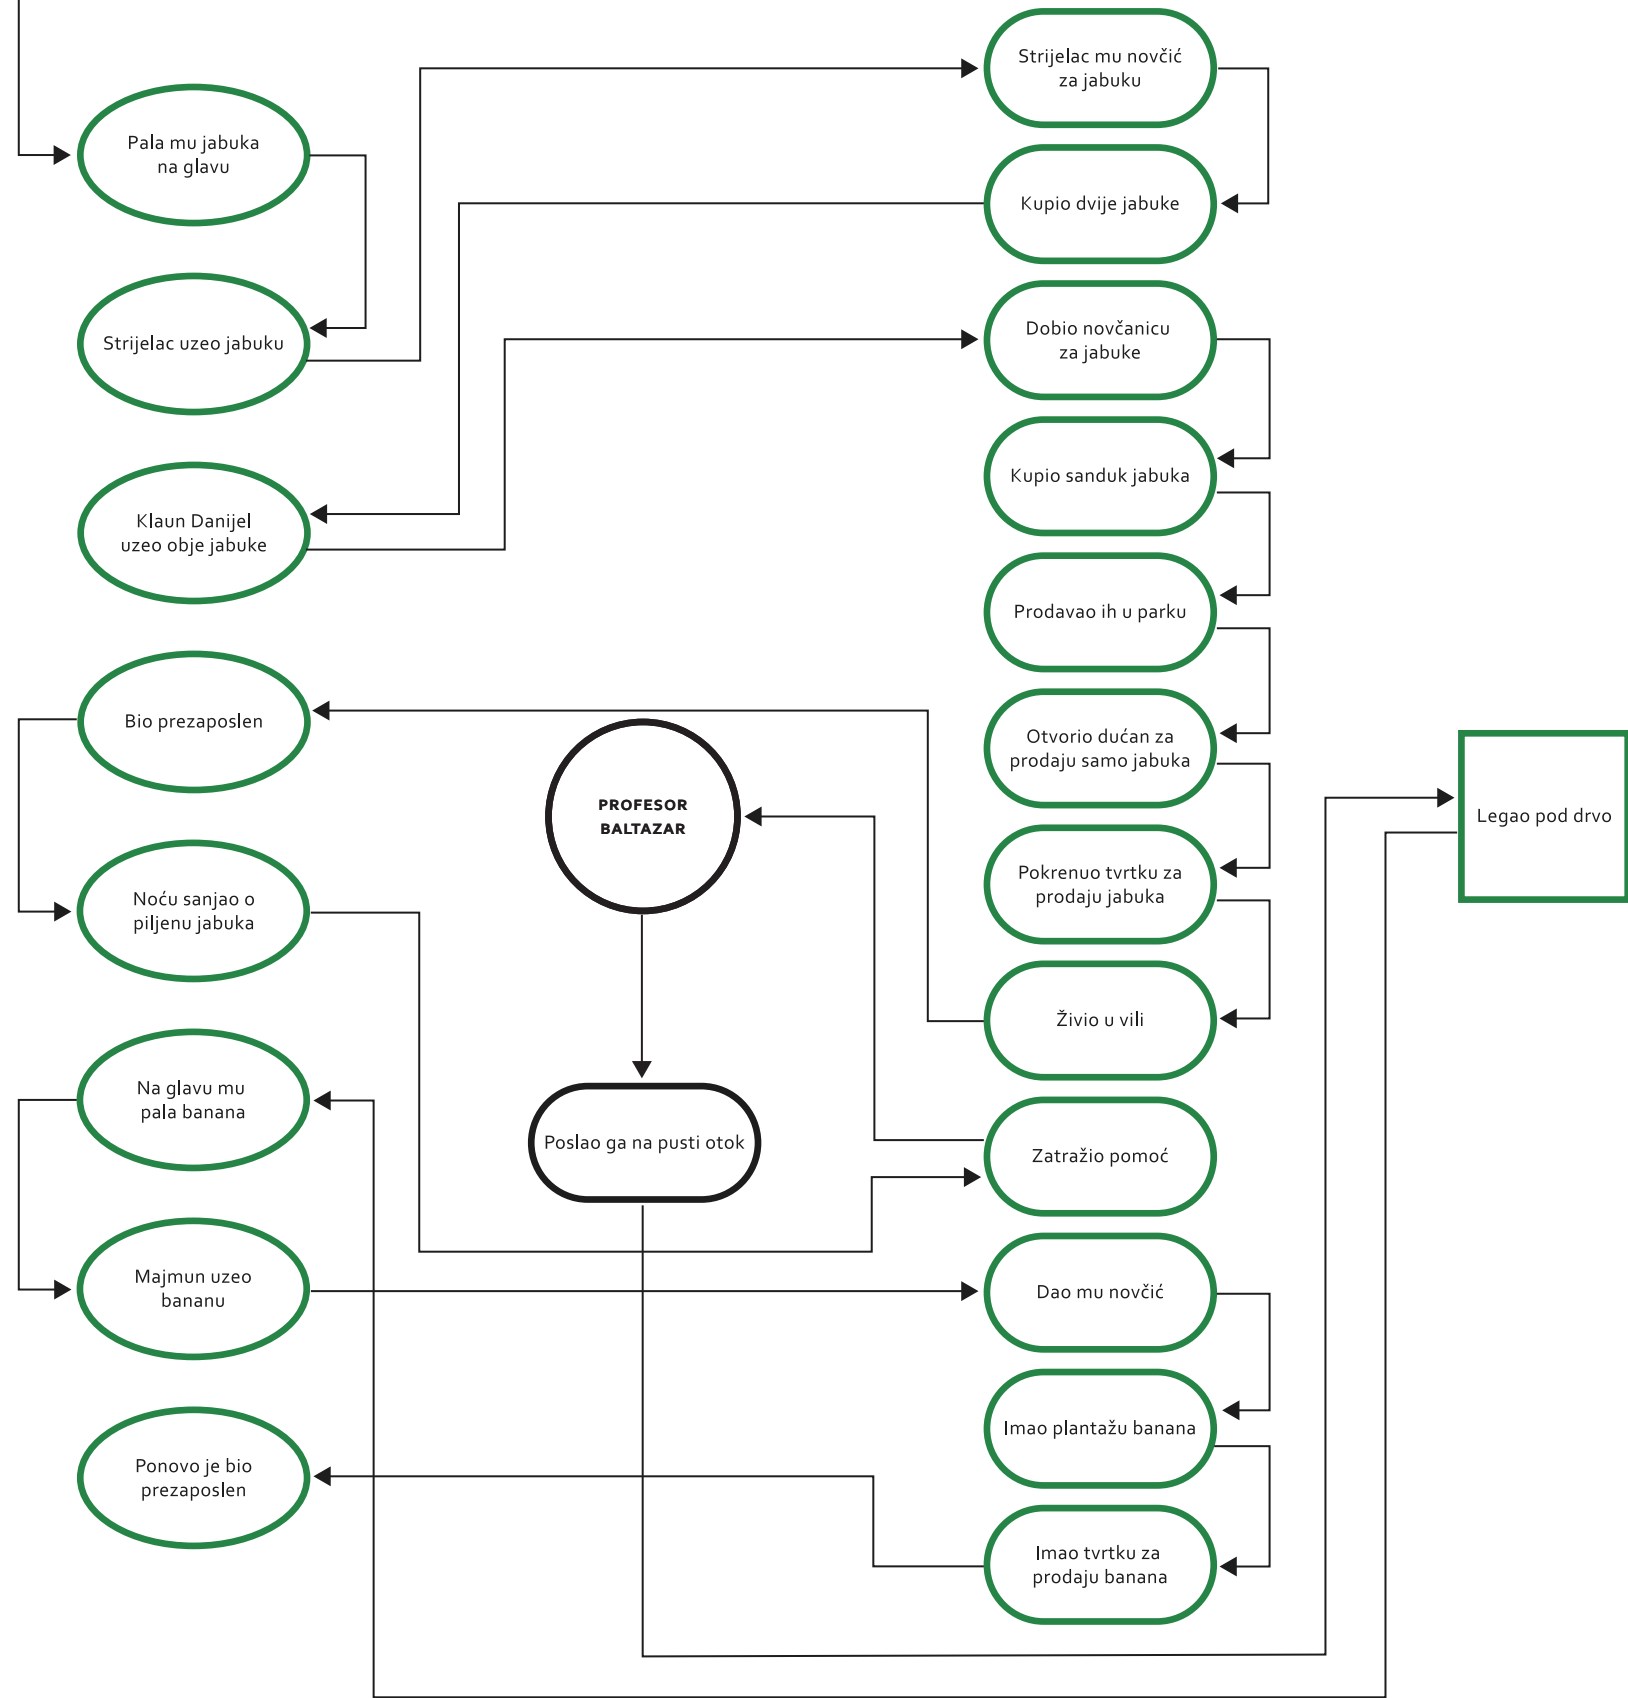 Pala mu jabuka
na glavu
Strijelac uzeo jabuku
Klaun Danijel
uzeo obje jabuke
Bio prezaposlen
Noću sanjao o
piljenu jabuka
Na glavu mu
pala banana
Majmun uzeo
bananu
Ponovo je bio
prezaposlen
PROFESOR
BALTAZAR
Poslao ga na pusti otok
Strijelac mu novčić
za jabuku
Kupio dvije jabuke
Dobio novčanicu
za jabuke
Kupio sanduk jabuka
Prodavao ih u parku
Otvorio dućan za
prodaju samo jabuka
Pokrenuo tvrtku za
prodaju jabuka
Živio u vili
Zatražio pomoć
Dao mu novčić
Imao plantažu banana
Imao tvrtku za
prodaju banana
Legao pod drvo